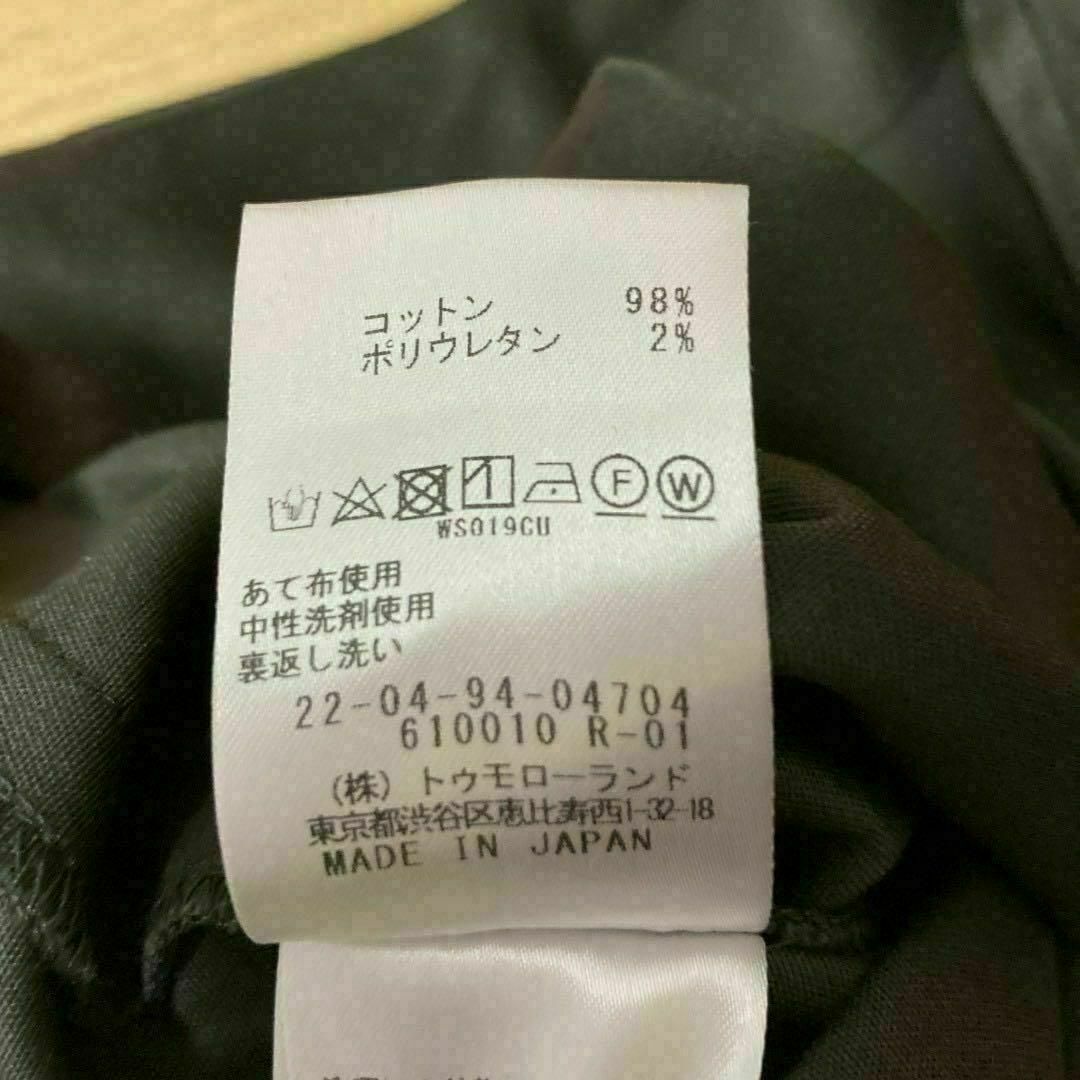 コットン 98%
ポリウレタン 2%
F W
WS019CU
あて布使用
中性洗剤使用
裏返し洗い
22-04-94-04704
610010 R-01
(株) トゥモローランド
東京都渋谷区恵比寿西1-32-18
MADE IN JAPAN